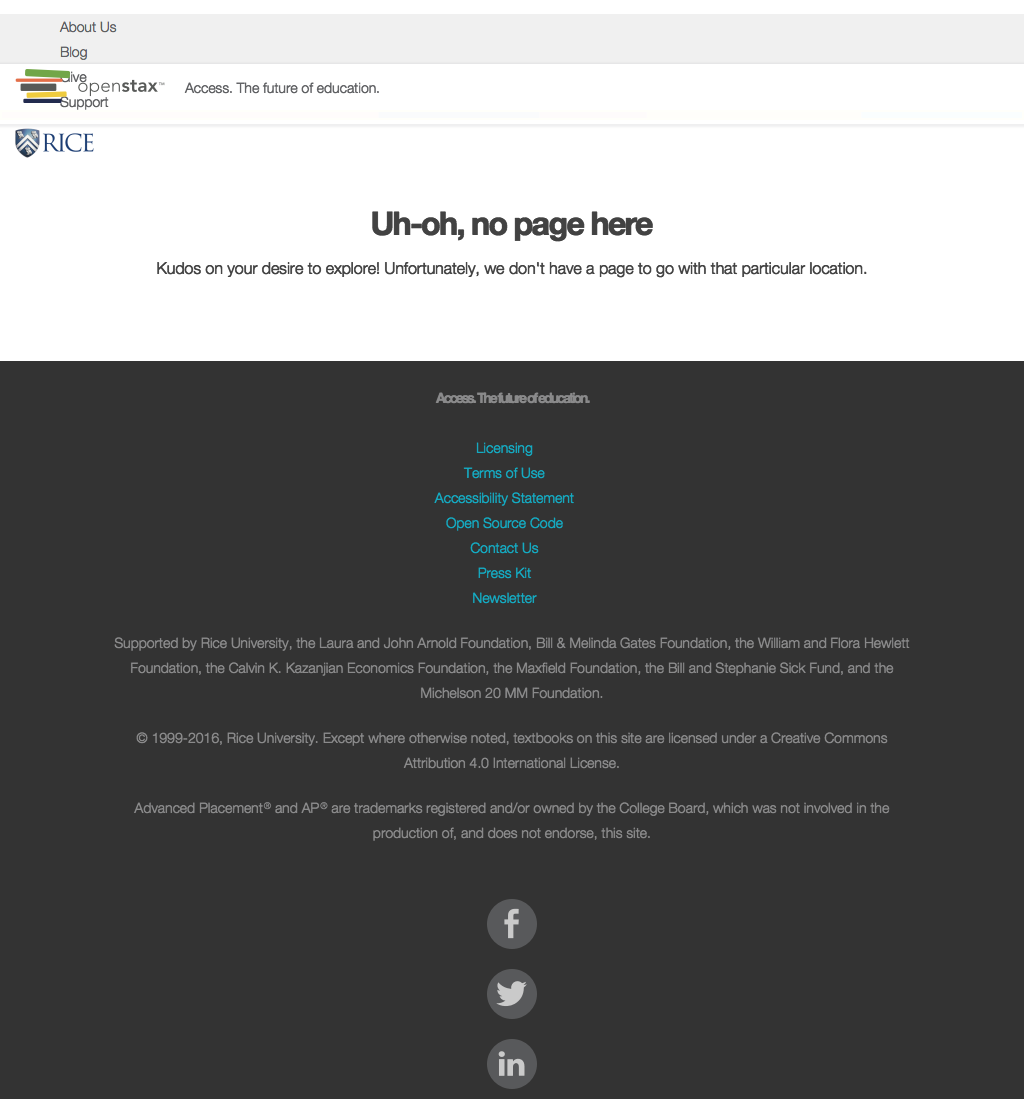 About Us
Blog
Give
openstax™ Access. The future of education.
Support
RICE
Uh-oh, no page here
Kudos on your desire to explore! Unfortunately, we don't have a page to go with that particular location.
Access. The future of education.
Licensing
Terms of Use
Accessibility Statement
Open Source Code
Contact Us
Press Kit
Newsletter
Supported by Rice University, the Laura and John Arnold Foundation, Bill & Melinda Gates Foundation, the William and Flora Hewlett
Foundation, the Calvin K. Kazanjian Economics Foundation, the Maxfield Foundation, the Bill and Stephanie Sick Fund, and the
Michelson 20 MM Foundation.
© 1999-2016, Rice University. Except where otherwise noted, textbooks on this site are licensed under a Creative Commons
Attribution 4.0 International License.
Advanced Placement® and AP® are trademarks registered and/or owned by the College Board, which was not involved in the
production of, and does not endorse, this site.